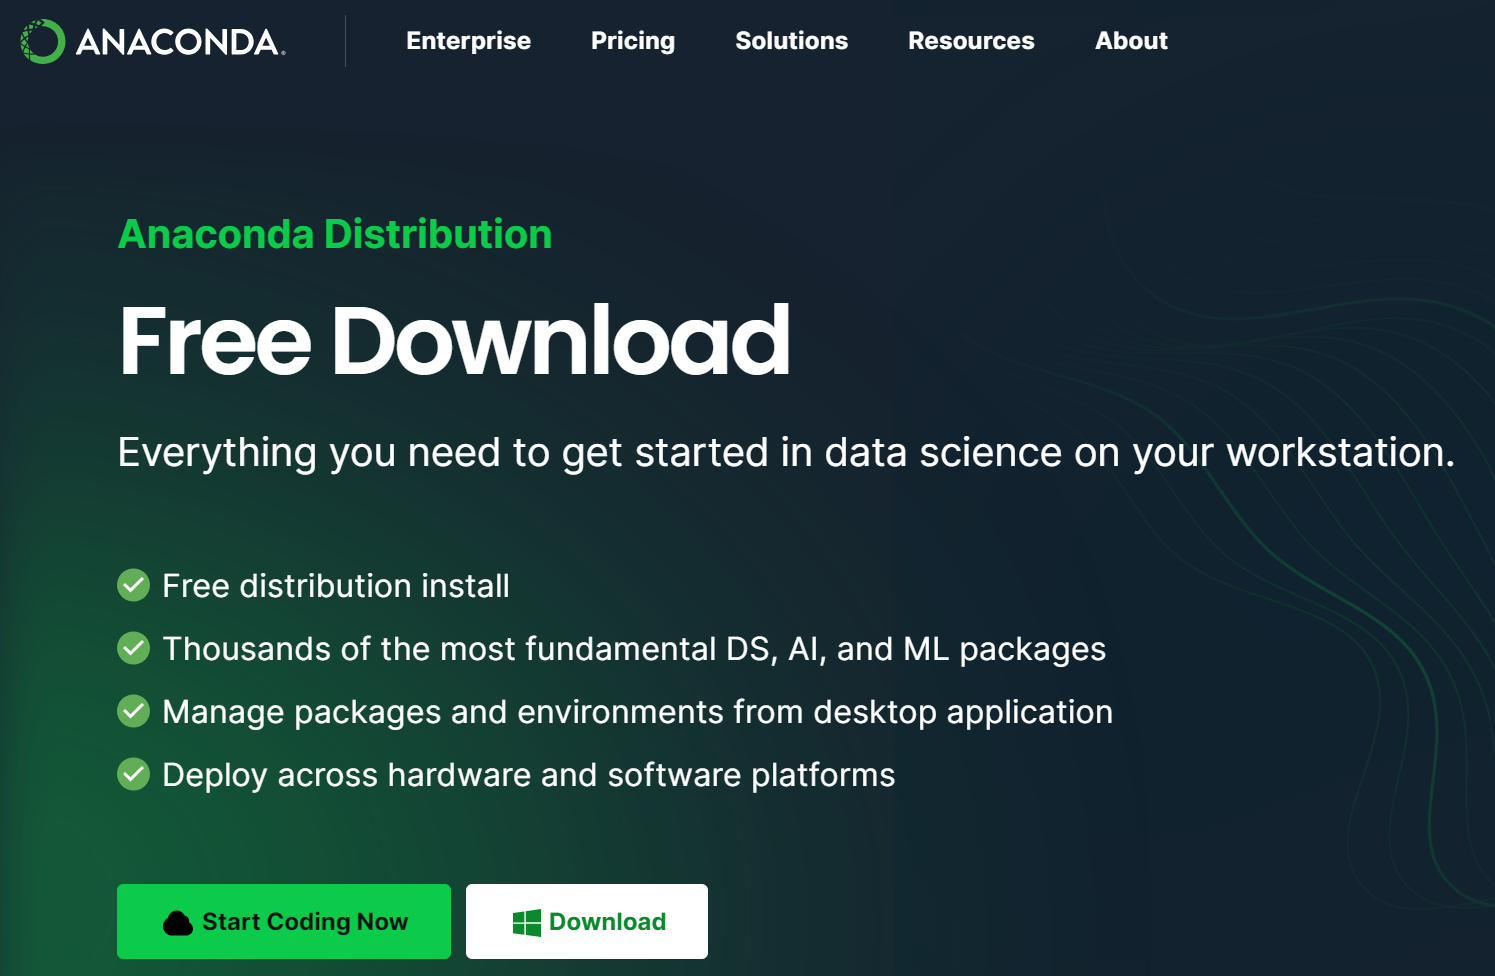 ANACONDA.
Enterprise
Pricing
Solutions
Resources
About
Anaconda Distribution
Free Download
Everything you need to get started in data science on your workstation.
Free distribution install
Thousands of the most fundamental DS, AI, and ML packages
Manage packages and environments from desktop application
Deploy across hardware and software platforms
Start Coding Now
Download